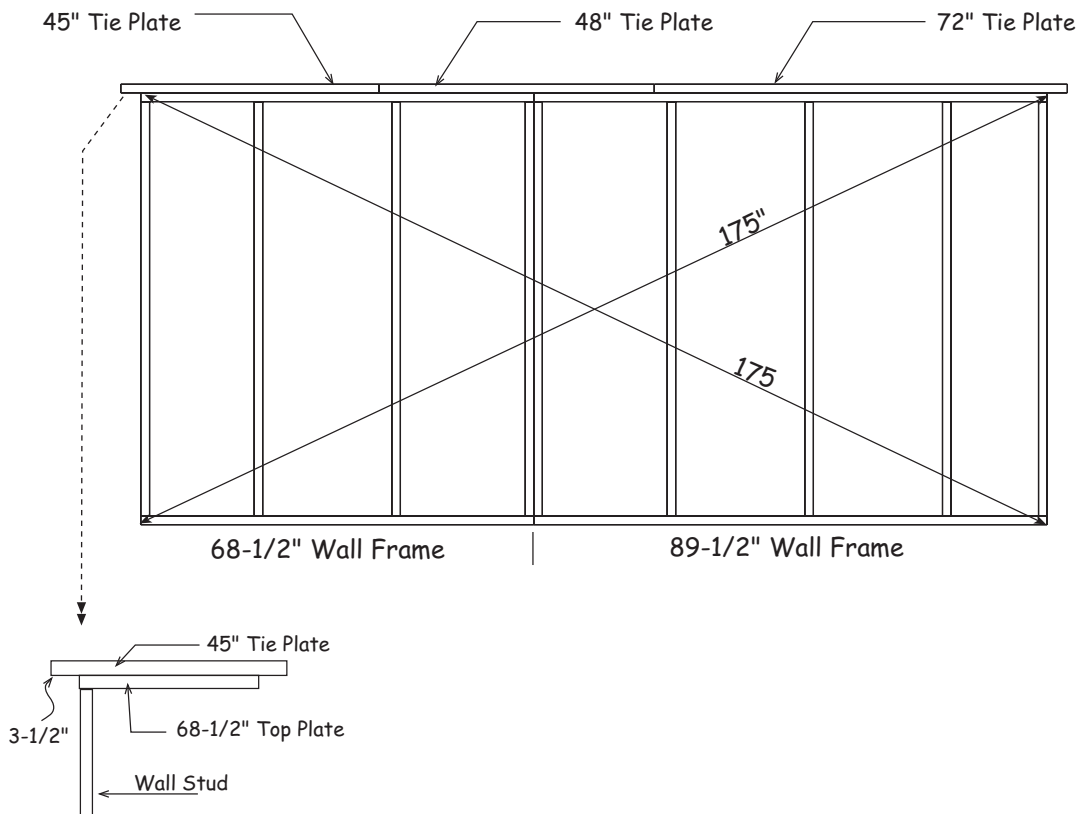 45" Tie Plate
48" Tie Plate
72" Tie Plate
175"
175
68-1/2" Wall Frame
89-1/2" Wall Frame
45" Tie Plate
3-1/2"
68-1/2" Top Plate
Wall Stud